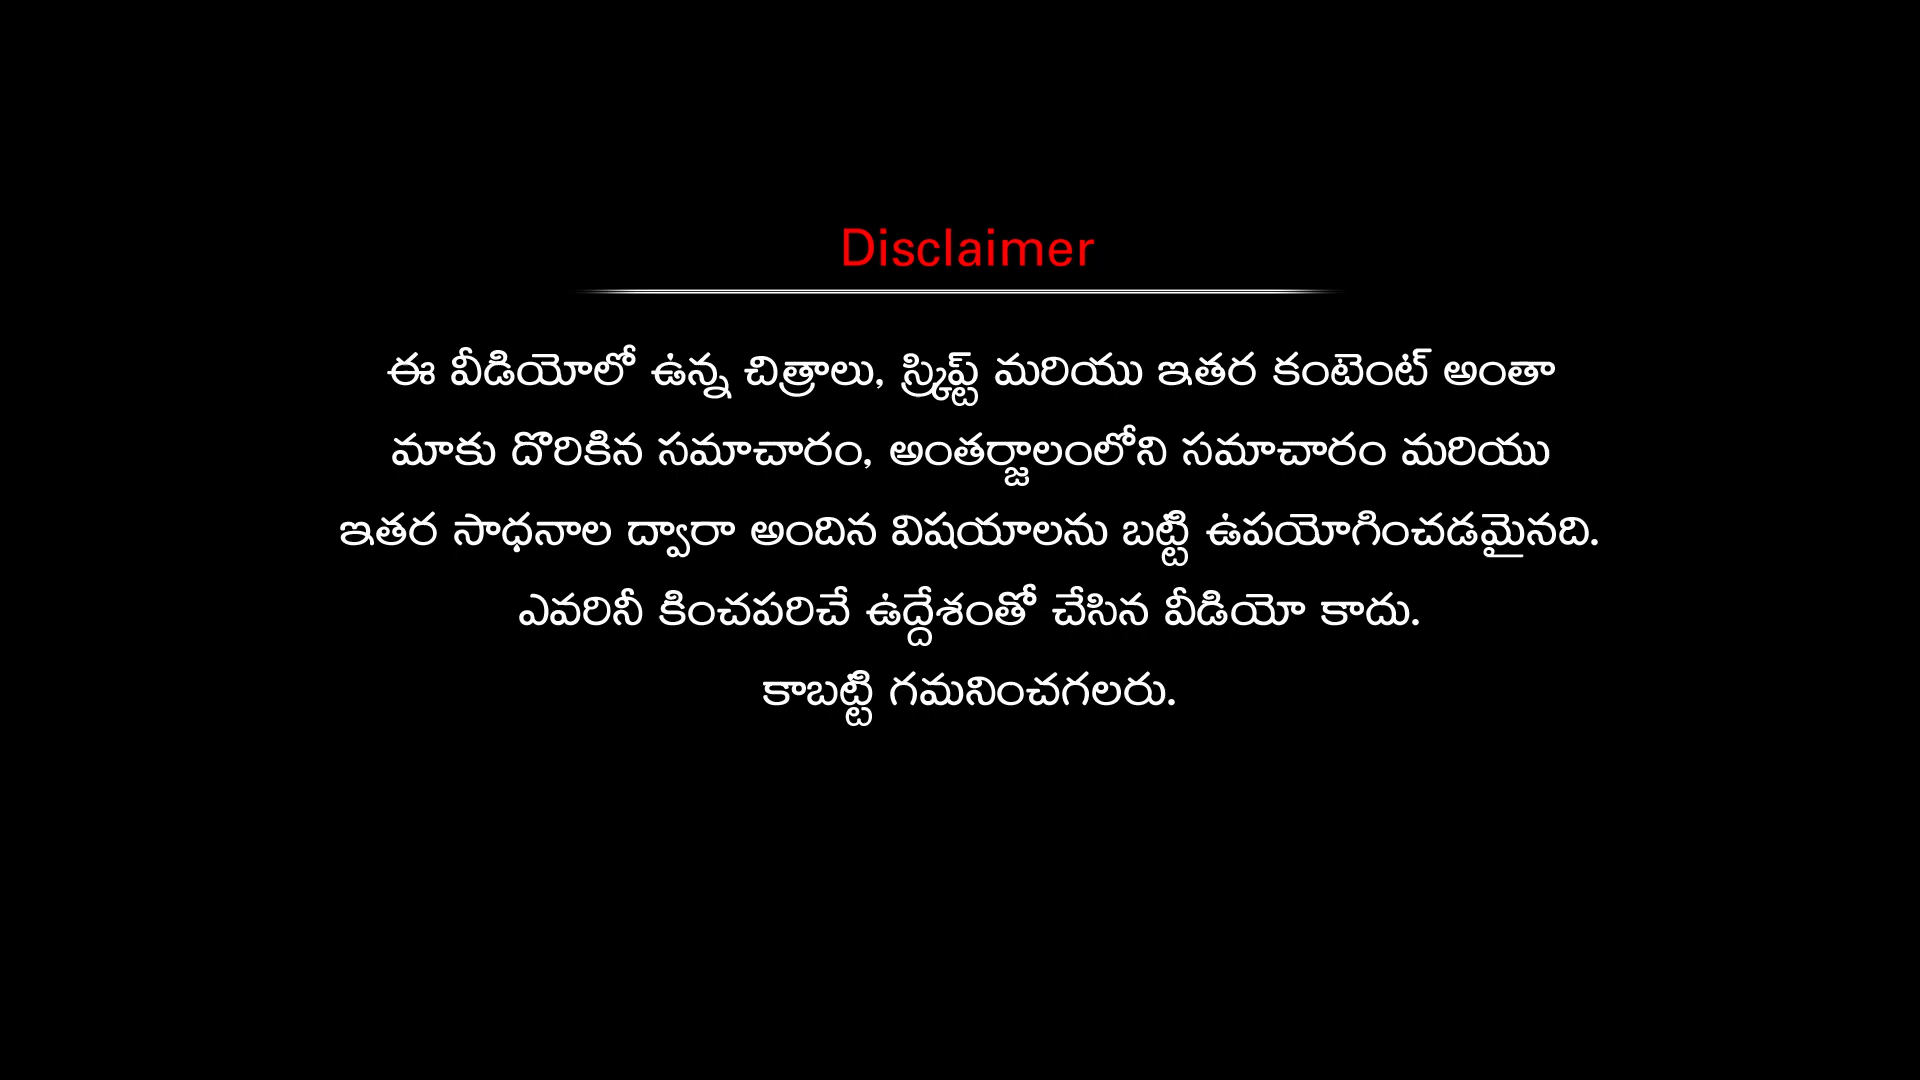 Disclaimer
ఈ వీడియోలో ఉన్న చిత్రాలు, స్క్రిప్ట్ మరియు ఇతర కంటెంట్ అంతా
మాకు దొరికిన సమాచారం, అంతర్జాలంలోని సమాచారం మరియు
ఇతర సాధనాల ద్వారా అందిన విషయాలను బట్టి ఉపయోగించడమైనది.
ఎవరినీ కించపరిచే ఉద్దేశంతో చేసిన వీడియో కాదు.
కాబట్టి గమనించగలరు.